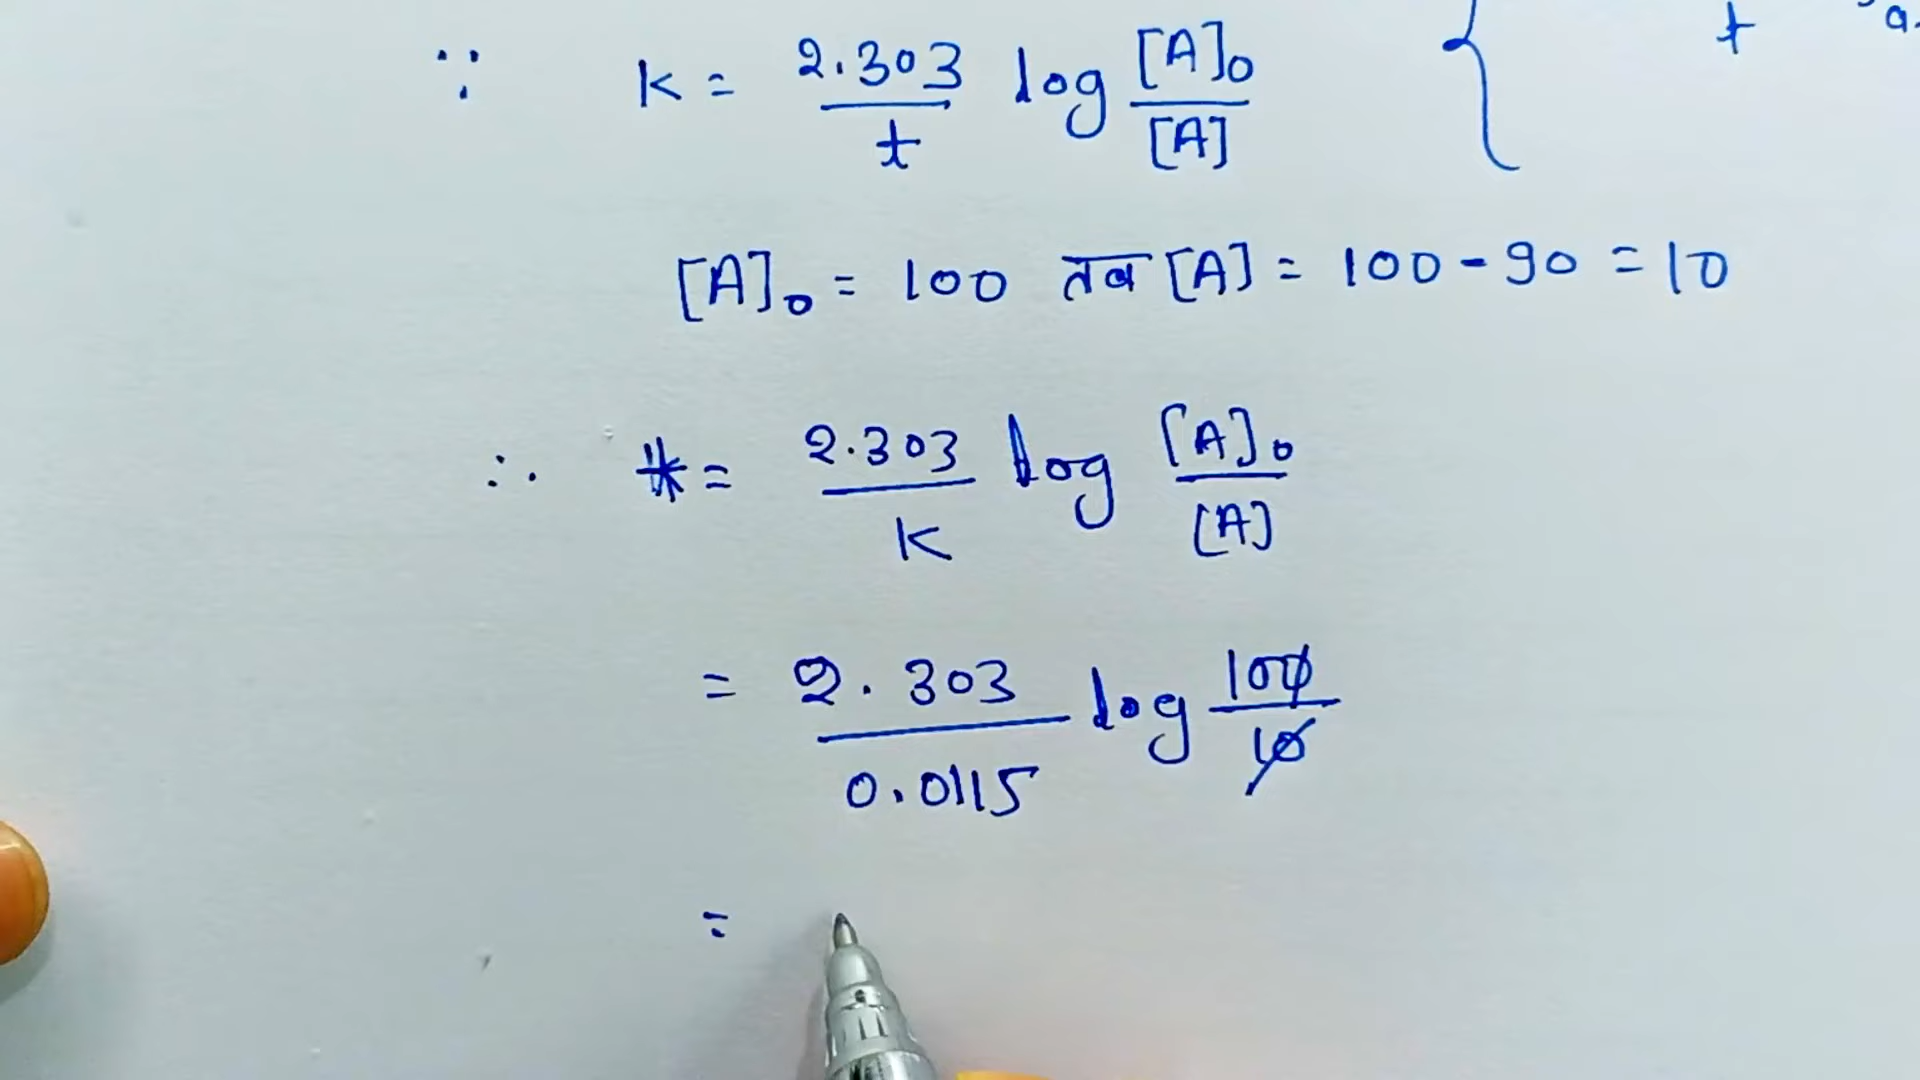 ∵ K = 2.303/t log [A]₀/[A] { t a.
[A]₀ = 100 तब [A] = 100 - 90 = 10
∴ = 2.303/K log [A]₀/[A]
= 2.303/0.0115 log 100/10
=